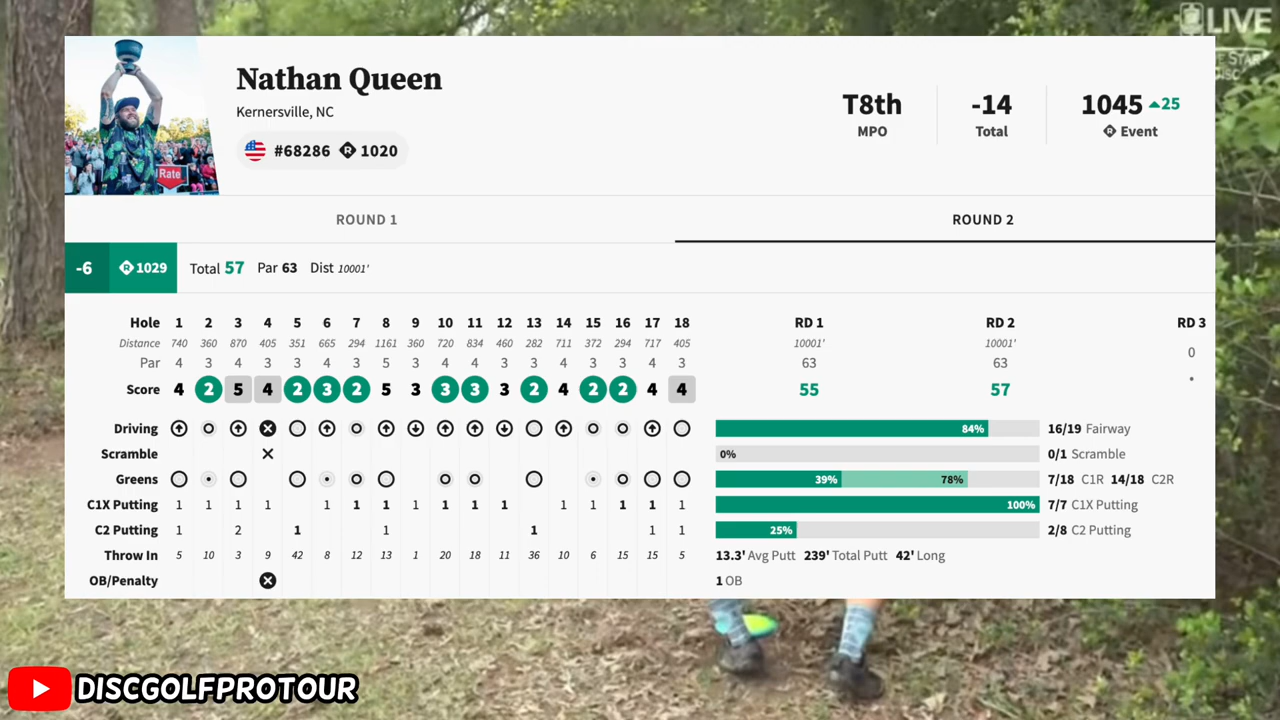 LIVE
Nathan Queen
Kernersville, NC
#68286 R 1020
Rate
T8th
MPO
-14
Total
1045 25
R Event
STAR
DISC
ROUND 1 ROUND 2
-6 R 1029 Total 57 Par 63 Dist 10001'
Hole 1 2 3 4 5 6 7 8 9 10 11 12 13 14 15 16 17 18 RD 1 RD 2 RD 3
Distance 740 360 870 405 351 665 294 1161 360 720 834 460 282 711 372 294 717 405 10001' 10001'
Par 4 3 4 3 3 4 3 5 3 4 4 3 3 4 3 3 4 3 63 63 0
Score 4 2 5 4 2 3 2 5 3 3 3 3 2 4 2 2 4 4 55 57
Driving 84% 16/19 Fairway
Scramble 0% 0/1 Scramble
Greens 39% 78% 7/18 C1R 14/18 C2R
C1X Putting 1 1 1 1 1 1 1 1 1 1 1 1 1 1 1 1 100% 7/7 C1X Putting
C2 Putting 1 2 1 1 1 1 1 25% 2/8 C2 Putting
Throw In 5 10 3 9 42 8 12 13 1 20 18 11 36 10 6 15 15 5 13.3' Avg Putt 239' Total Putt 42' Long
OB/Penalty 1 OB
DISCGOLFPROTOUR